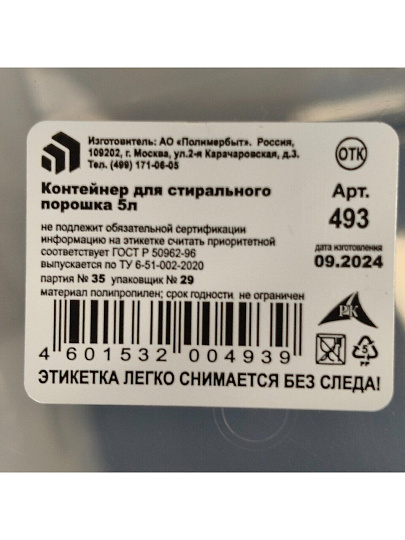 Изготовитель: АО «Полимербыт». Россия,
109202, г. Москва, ул.2-я Карачаровская, д.3.
Тел. (499) 171-06-05
ОТК
Контейнер для стирального
порошка 5л
Арт.
493
не подлежит обязательной сертификации
информацию на этикетке считать приоритетной
соответствует ГОСТ Р 50962-96
выпускается по ТУ 6-51-002-2020
дата изготовления
09.2024
партия № 35 упаковщик № 29
материал полипропилен; срок годности не ограничен
РК
5
4 601532 004939
ЭТИКЕТКА ЛЕГКО СНИМАЕТСЯ БЕЗ СЛЕДА!